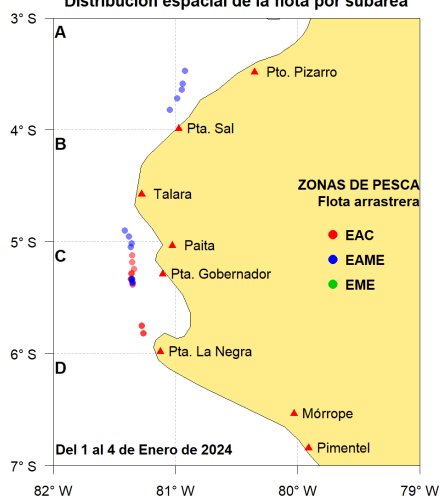 Distribución espacial de la flota por subárea
3° S
A
Pto. Pizarro
4° S
Pta. Sal
B
ZONAS DE PESCA
Talara
Flota arrastrera
EAC
5° S
Paita
C
EAME
Pta. Gobernador
EME
6° S
Pta. La Negra
D
Mórrope
Del 1 al 4 de Enero de 2024
Pimentel
7° S
82° W
81° W
80° W
79° W